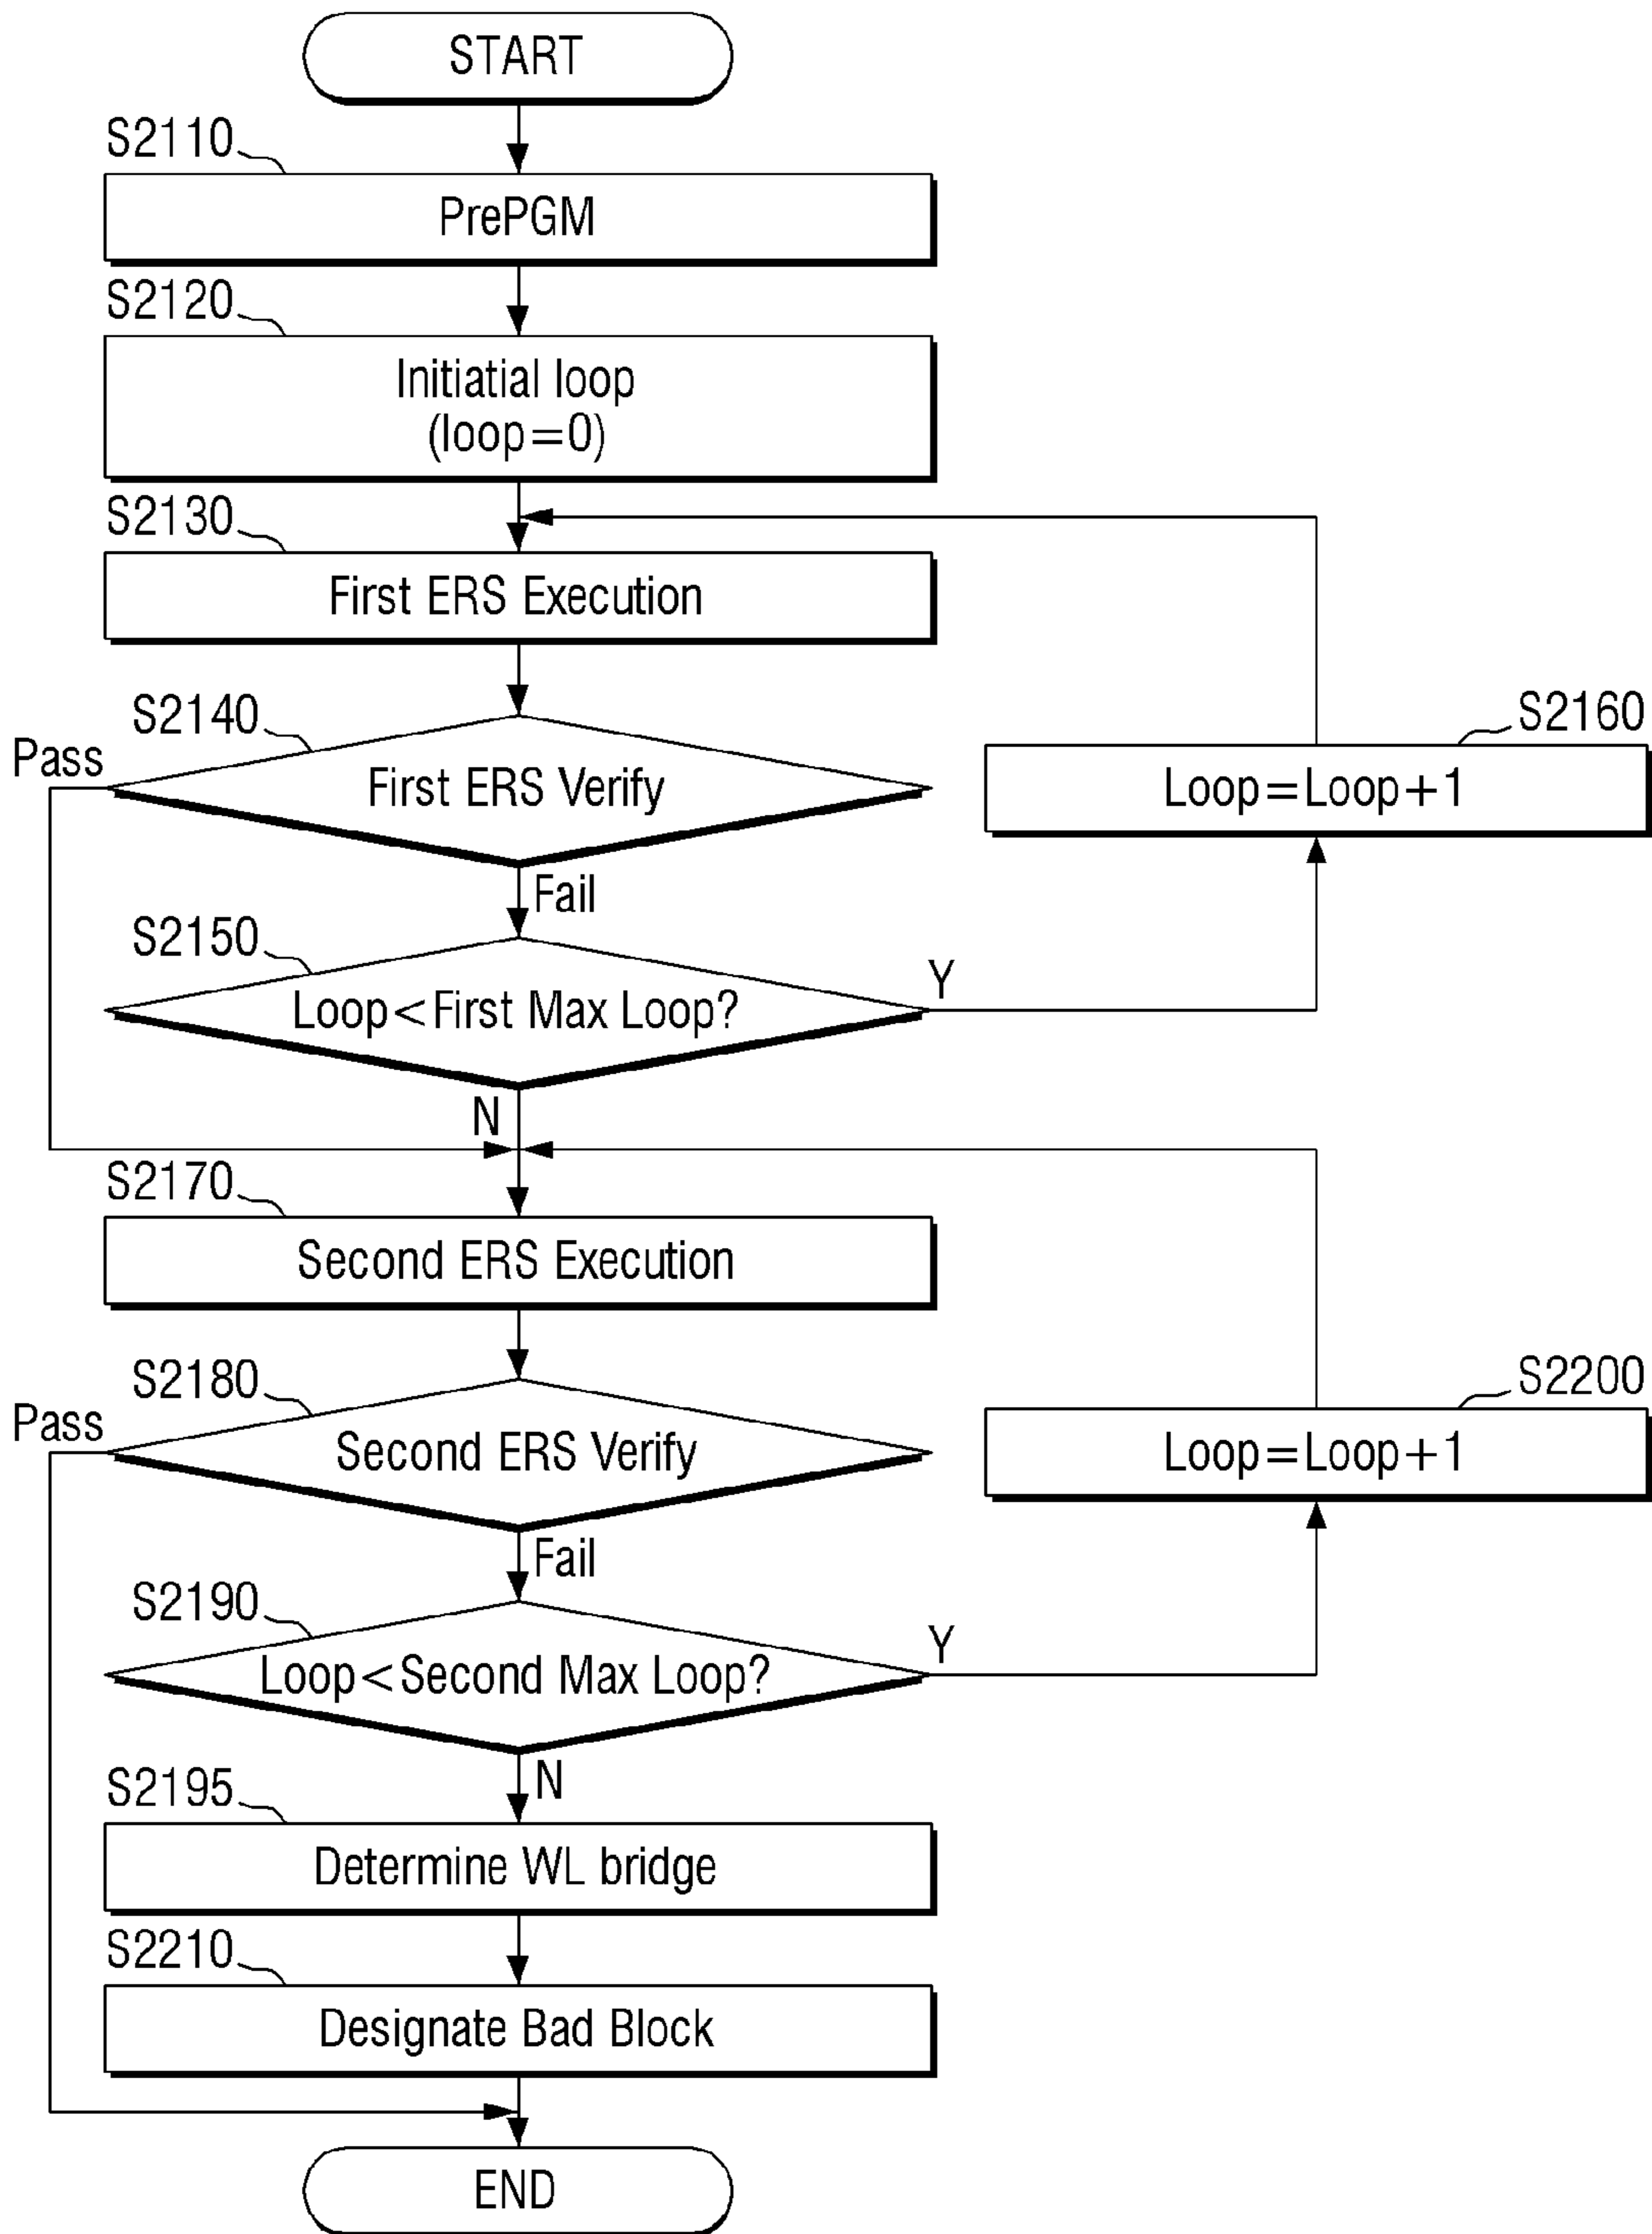 START
S2110
PrePGM
S2120
Initiatial loop
(loop=0)
S2130
First ERS Execution
S2140
Pass
First ERS Verify
S2160
Loop=Loop+1
Fail
S2150
Loop<First Max Loop?
Y
N
S2170
Second ERS Execution
S2180
Pass
Second ERS Verify
S2200
Loop=Loop+1
Fail
S2190
Loop<Second Max Loop?
Y
N
S2195
Determine WL bridge
S2210
Designate Bad Block
END